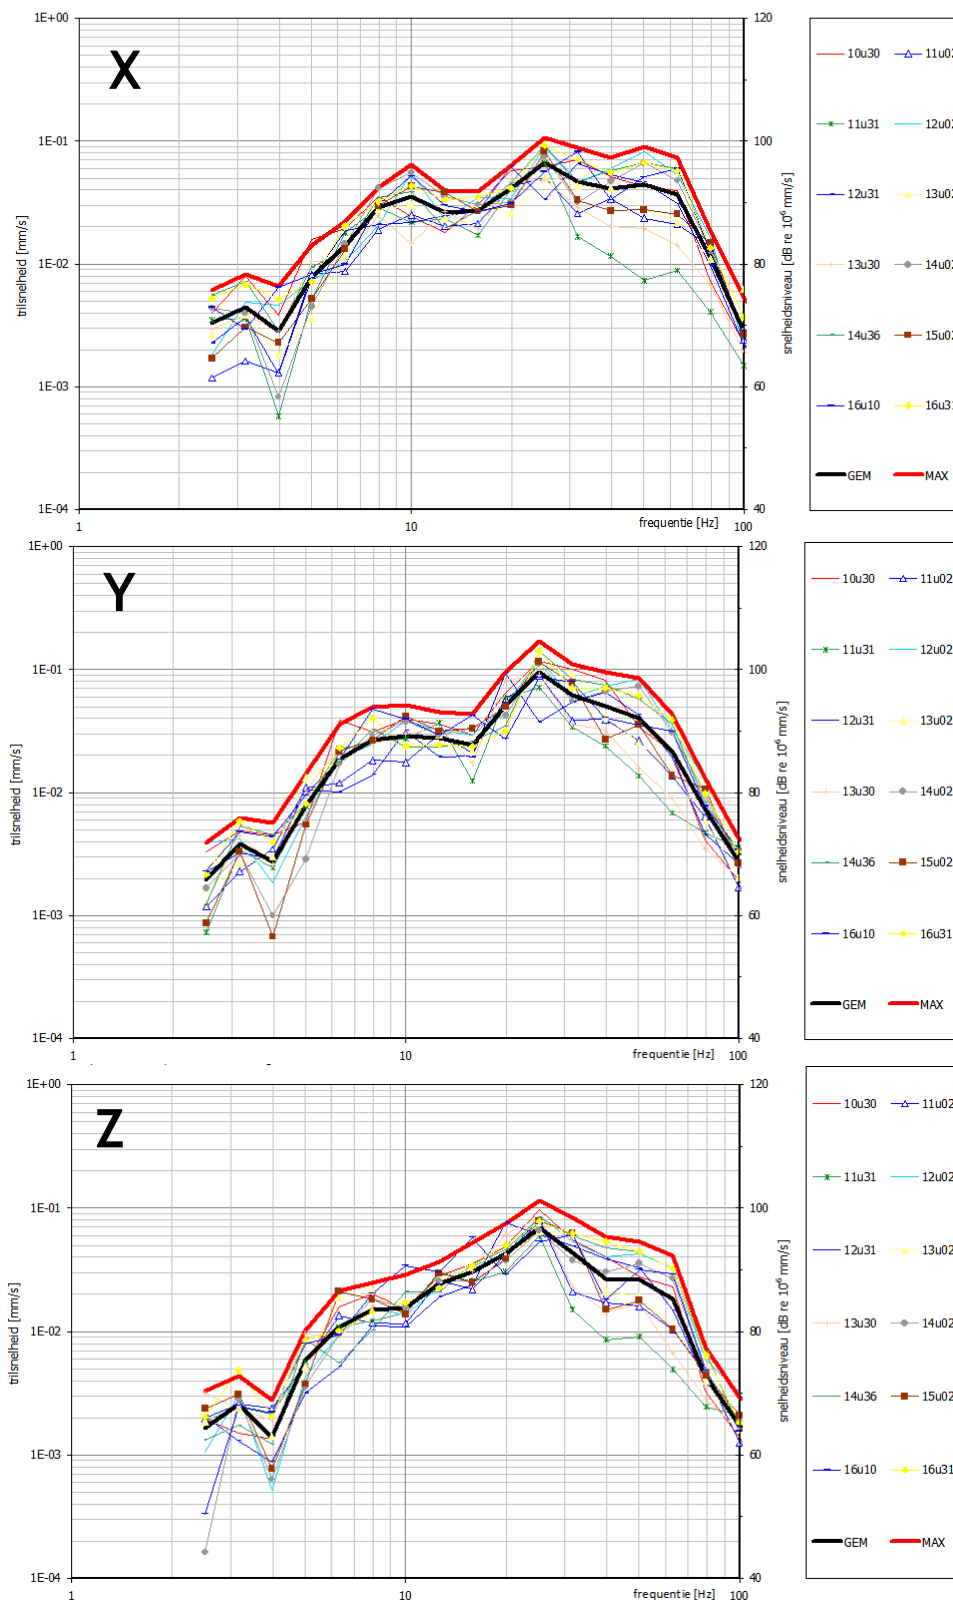 X
1E+00
1E-01
1E-02
1E-03
1E-04
120
100
80
60
40
1
10
100
trilsnelheid [mm/s]
frequentie [Hz]
snelheidsniveau [dB re 10⁶ mm/s]
10u30 11u02
11u31 12u02
12u31 13u02
13u30 14u02
14u36 15u02
16u10 16u31
GEM MAX
Y
1E+00
1E-01
1E-02
1E-03
1E-04
120
100
80
60
40
1
10
100
trilsnelheid [mm/s]
frequentie [Hz]
snelheidsniveau [dB re 10⁶ mm/s]
10u30 11u02
11u31 12u02
12u31 13u02
13u30 14u02
14u36 15u02
16u10 16u31
GEM MAX
Z
1E+00
1E-01
1E-02
1E-03
1E-04
120
100
80
60
40
1
10
100
trilsnelheid [mm/s]
frequentie [Hz]
snelheidsniveau [dB re 10⁶ mm/s]
10u30 11u02
11u31 12u02
12u31 13u02
13u30 14u02
14u36 15u02
16u10 16u31
GEM MAX